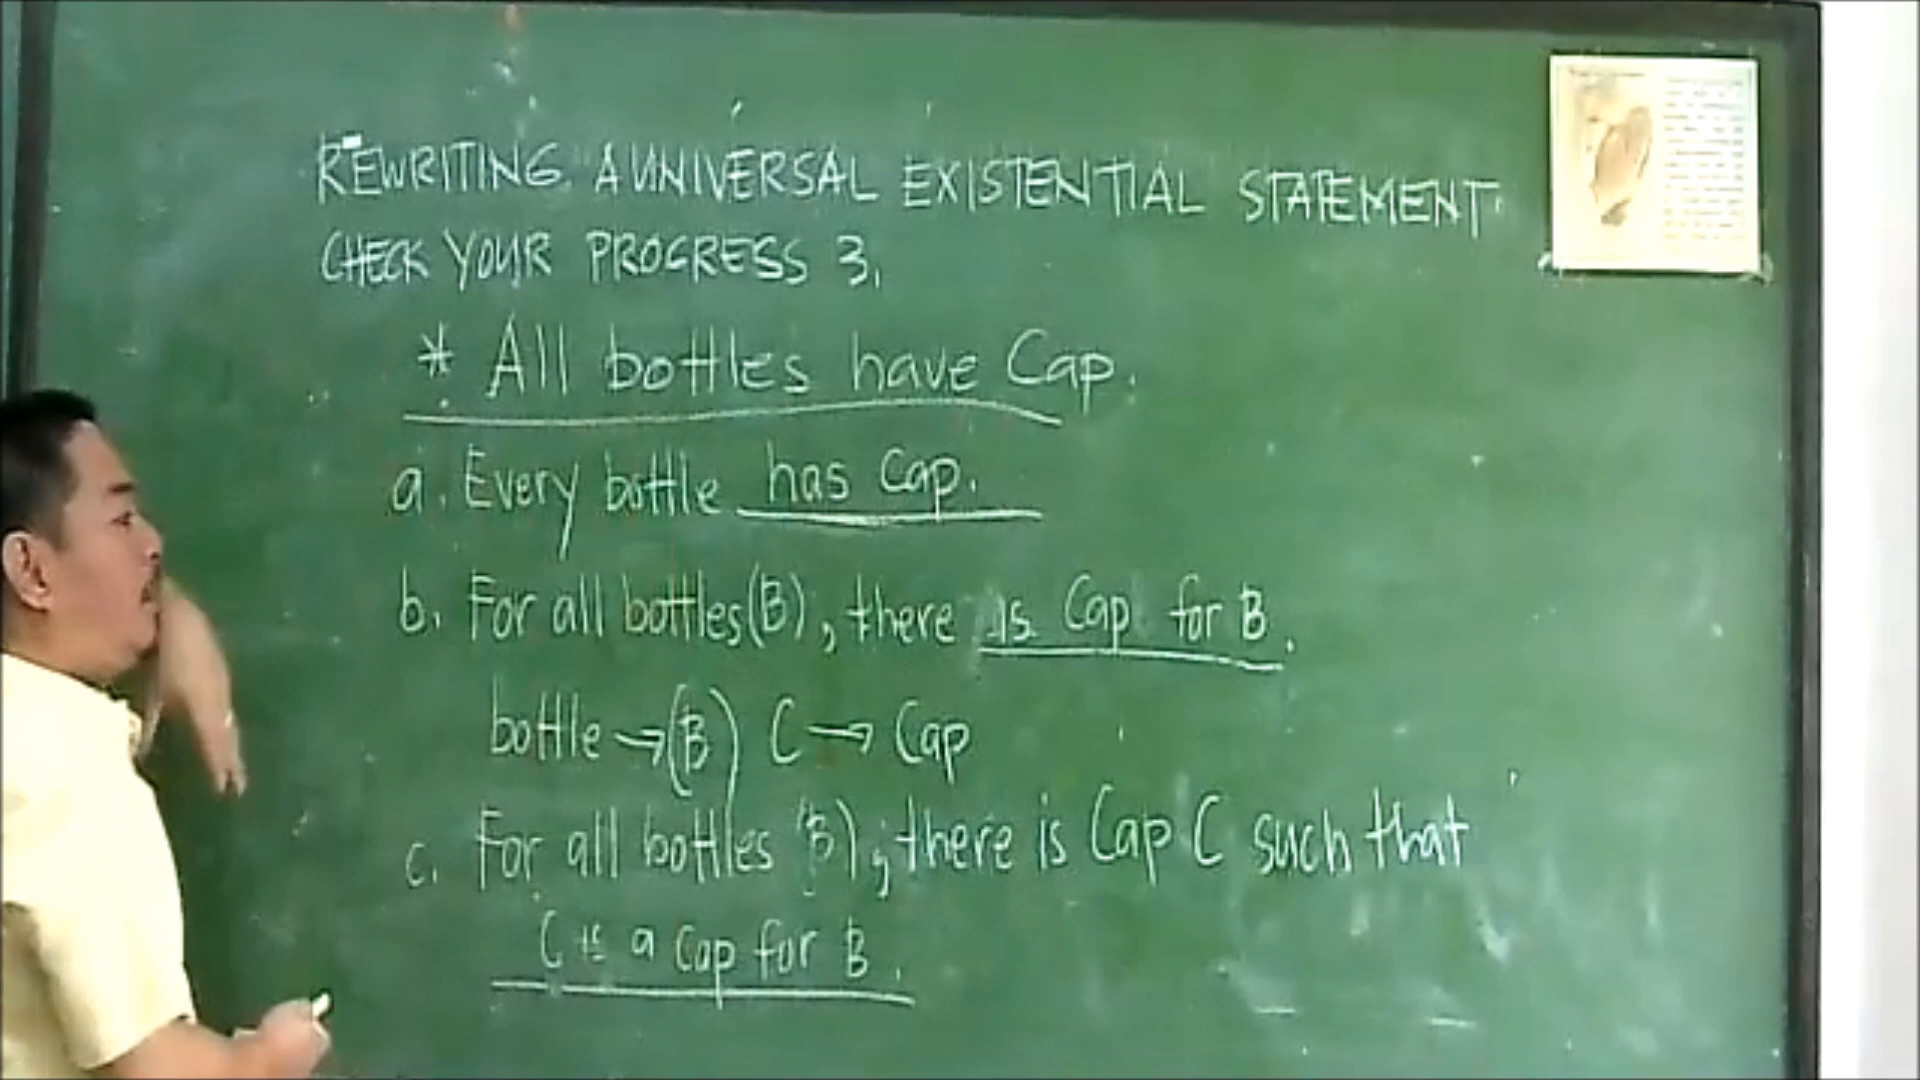 REWRITING A UNIVERSAL EXISTENTIAL STATEMENT
CHECK YOUR PROGRESS 3.
* All bottles have Cap.
a. Every bottle has Cap.
b. For all bottles (B), there is Cap for B.
bottle → (B) C → Cap
c. For all bottles (B), there is Cap C such that
C is a Cap for B.